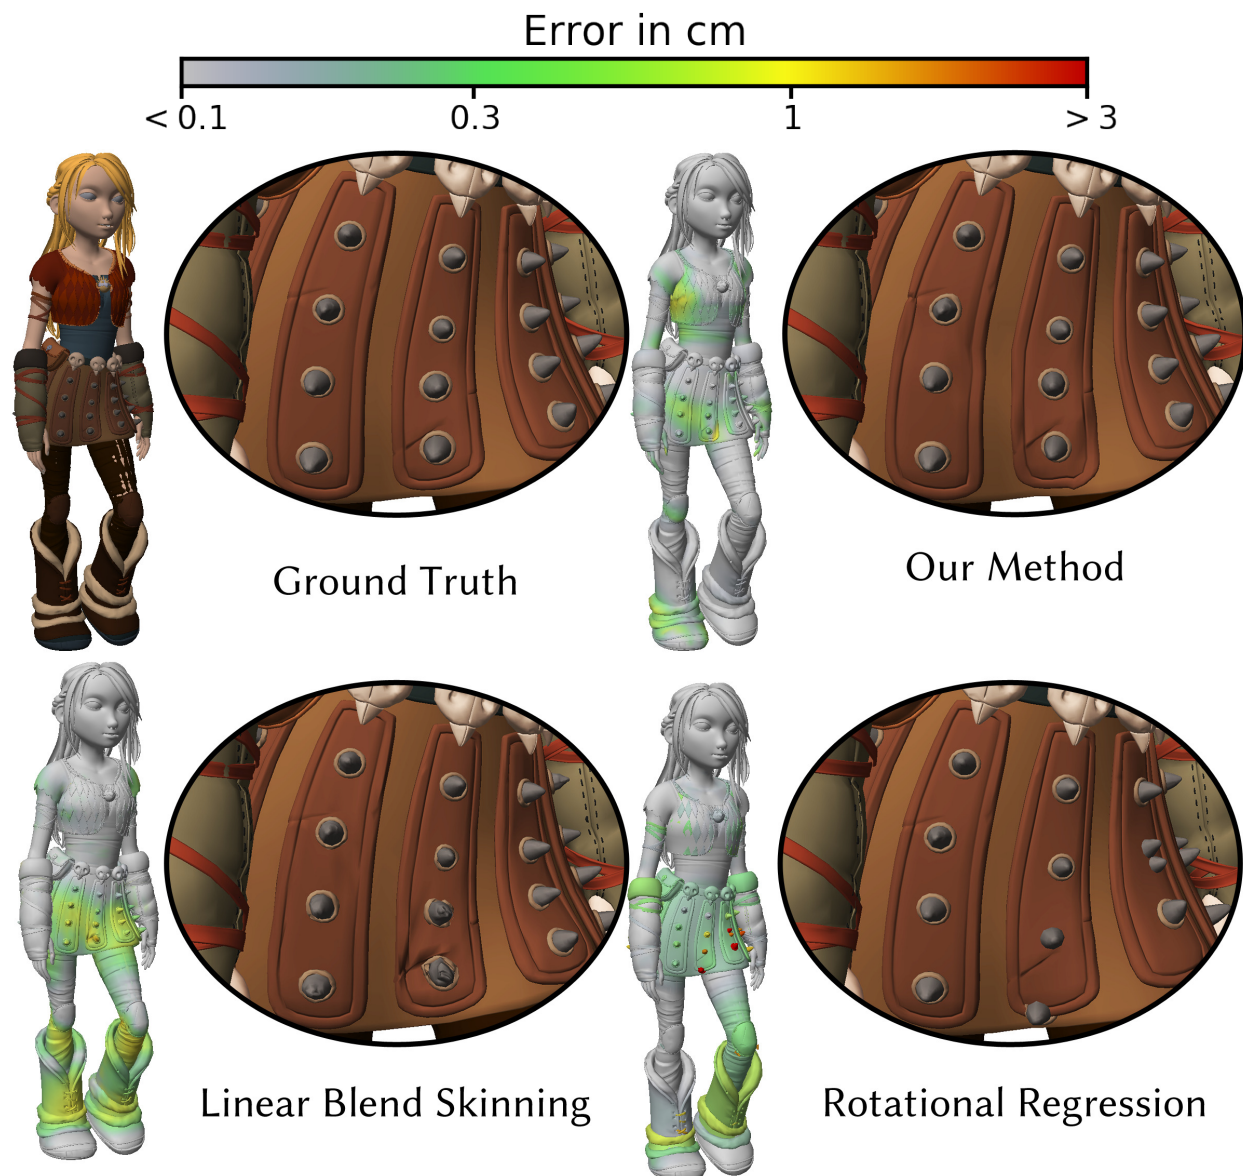 Error in cm
< 0.1 0.3 1 > 3
Ground Truth
Our Method
Linear Blend Skinning
Rotational Regression